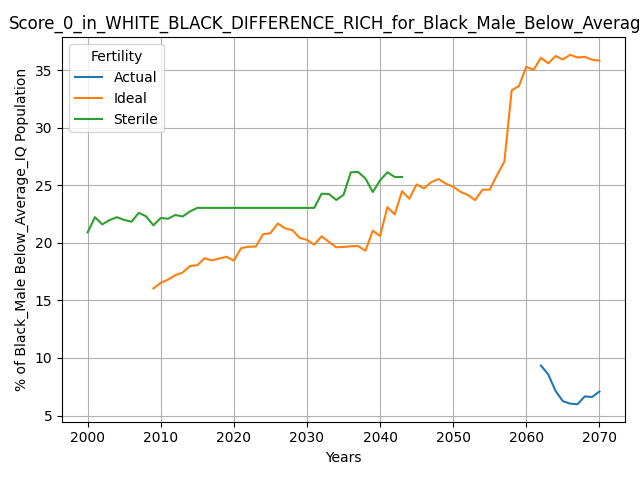 Score_0_in_WHITE_BLACK_DIFFERENCE_RICH_for_Black_Male_Below_Averag
Fertility
Actual
Ideal
Sterile
% of Black_Male Below_Average_IQ Population
35
30
25
20
15
10
5
2000 2010 2020 2030 2040 2050 2060 2070
Years